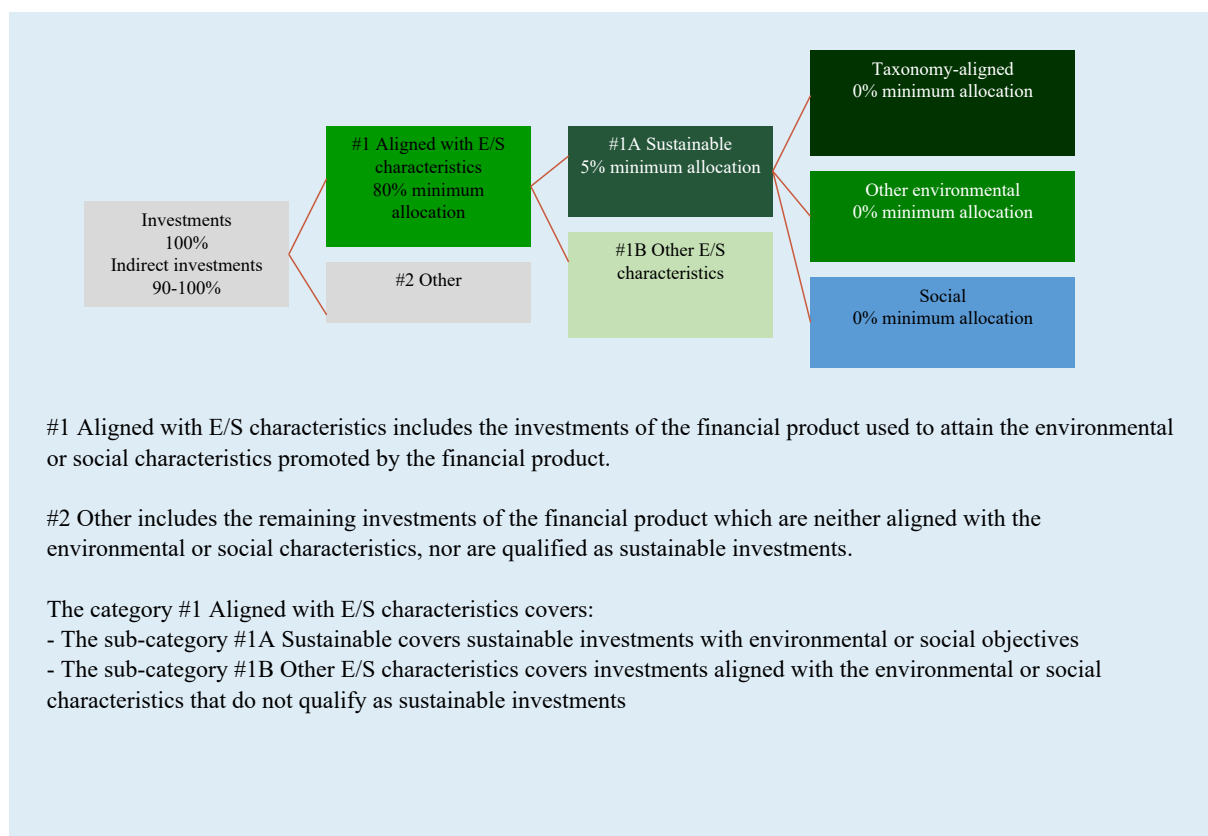 Investments
100%
Indirect investments
90-100%
#1 Aligned with E/S
characteristics
80% minimum
allocation
#2 Other
#1A Sustainable
5% minimum allocation
#1B Other E/S
characteristics
Taxonomy-aligned
0% minimum allocation
Other environmental
0% minimum allocation
Social
0% minimum allocation
#1 Aligned with E/S characteristics includes the investments of the financial product used to attain the environmental
or social characteristics promoted by the financial product.
#2 Other includes the remaining investments of the financial product which are neither aligned with the
environmental or social characteristics, nor are qualified as sustainable investments.
The category #1 Aligned with E/S characteristics covers:
- The sub-category #1A Sustainable covers sustainable investments with environmental or social objectives
- The sub-category #1B Other E/S characteristics covers investments aligned with the environmental or social
characteristics that do not qualify as sustainable investments